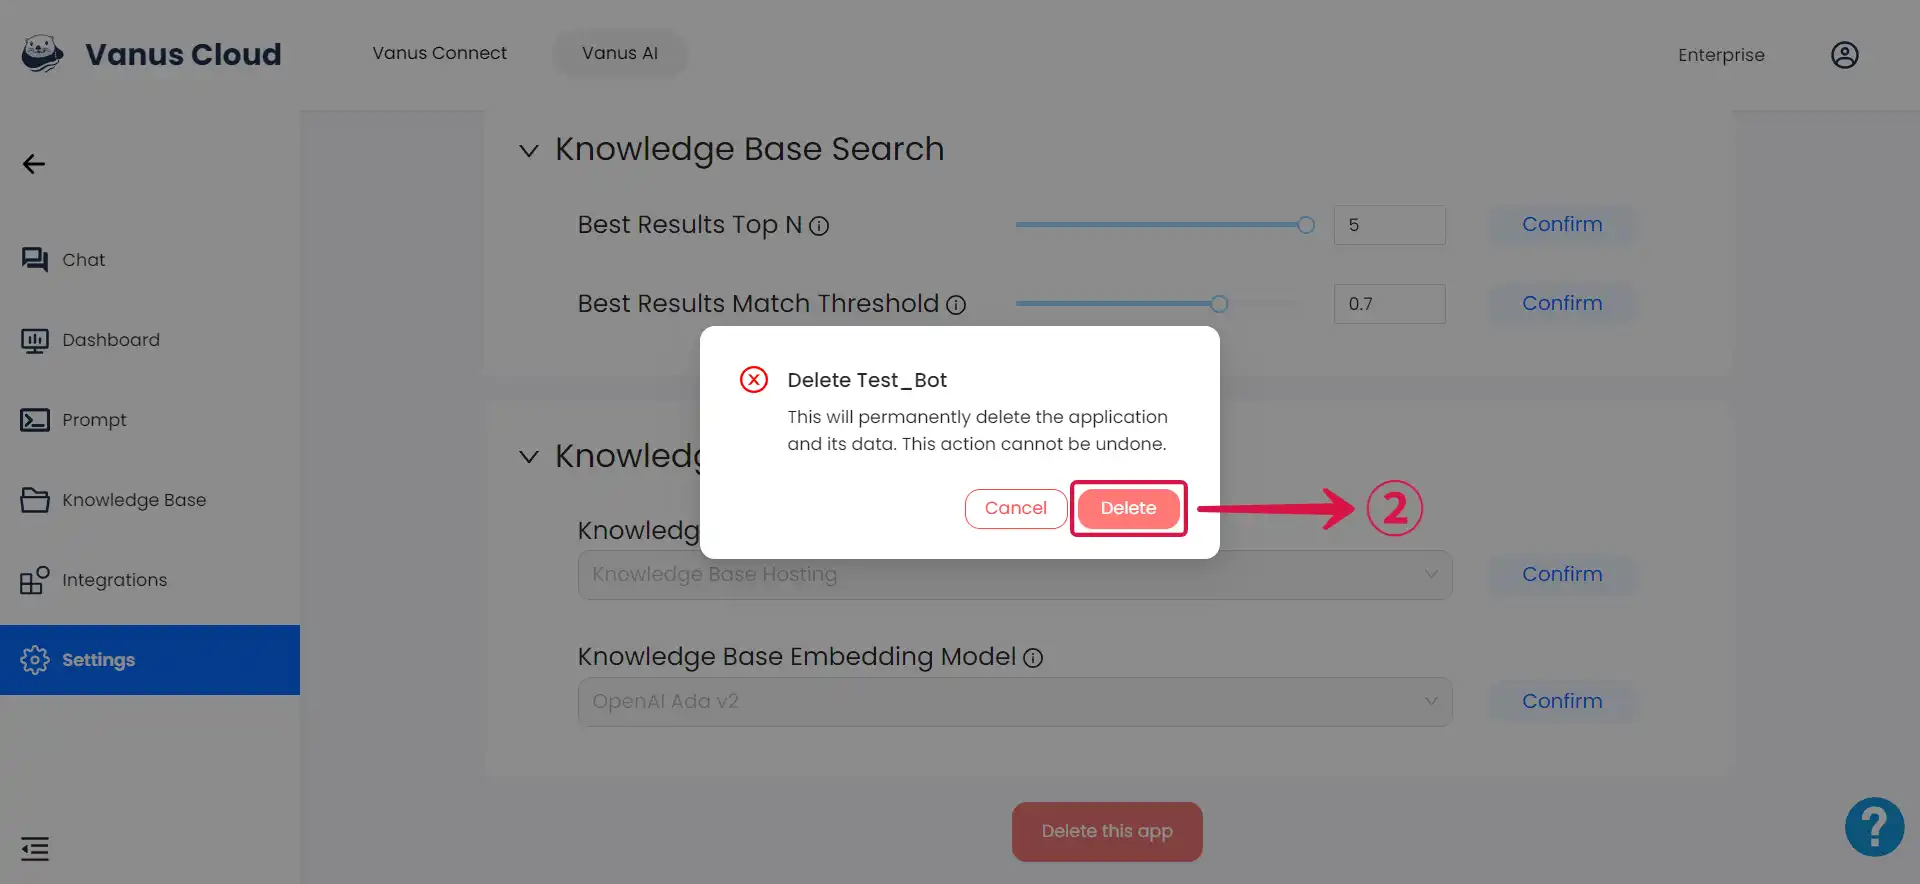 Vanus Cloud
Vanus Connect
Vanus AI
Enterprise
Chat
Dashboard
Prompt
Knowledge Base
Integrations
Settings
Knowledge Base Search
Best Results Top N
5
Confirm
Best Results Match Threshold
0.7
Confirm
Delete Test_Bot
This will permanently delete the application
and its data. This action cannot be undone.
Cancel
Delete
2
Knowledg
Knowledg
Knowledge Base Hosting
Confirm
Knowledge Base Embedding Model
OpenAI Ada v2
Confirm
Delete this app
?